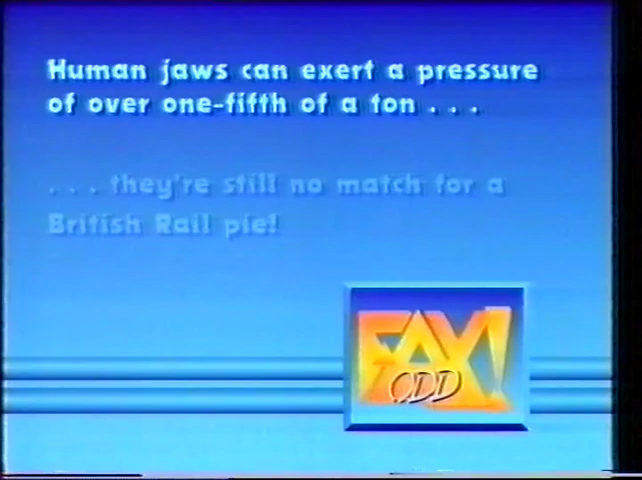 Human jaws can exert a pressure
of over one-fifth of a ton . . .
. . . they're still no match for a
British Rail pie!
FAX!
ODD